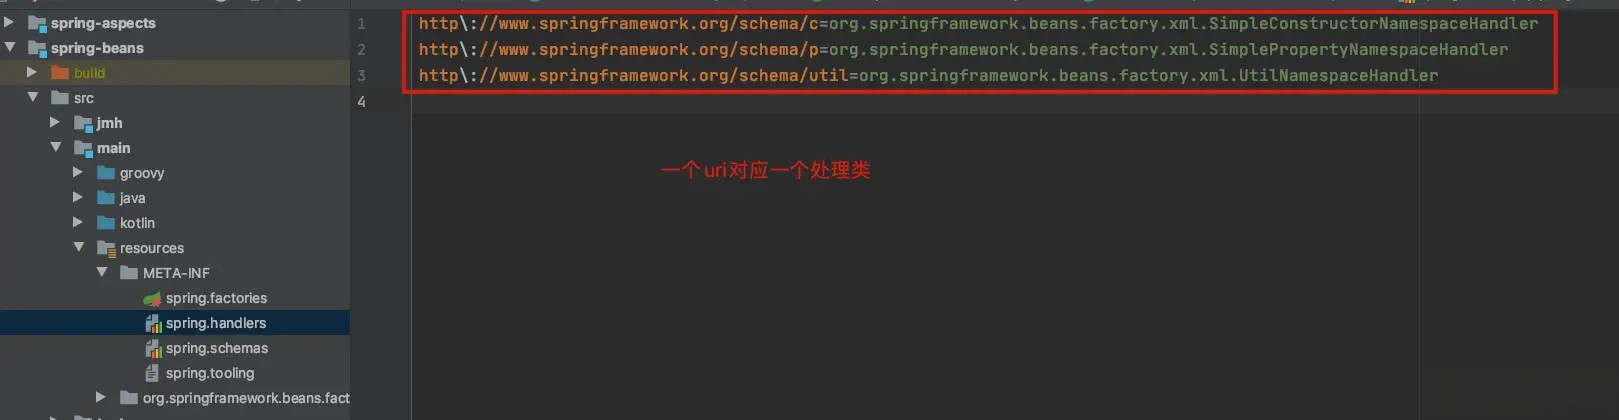 spring-aspects
spring-beans
build
src
jmh
main
groovy
java
kotlin
resources
META-INF
spring.factories
spring.handlers
spring.schemas
spring.tooling
org.springframework.beans.fact
1 http\://www.springframework.org/schema/c=org.springframework.beans.factory.xml.SimpleConstructorNamespaceHandler
2 http\://www.springframework.org/schema/p=org.springframework.beans.factory.xml.SimplePropertyNamespaceHandler
3 http\://www.springframework.org/schema/util=org.springframework.beans.factory.xml.UtilNamespaceHandler
4
一个uri对应一个处理类